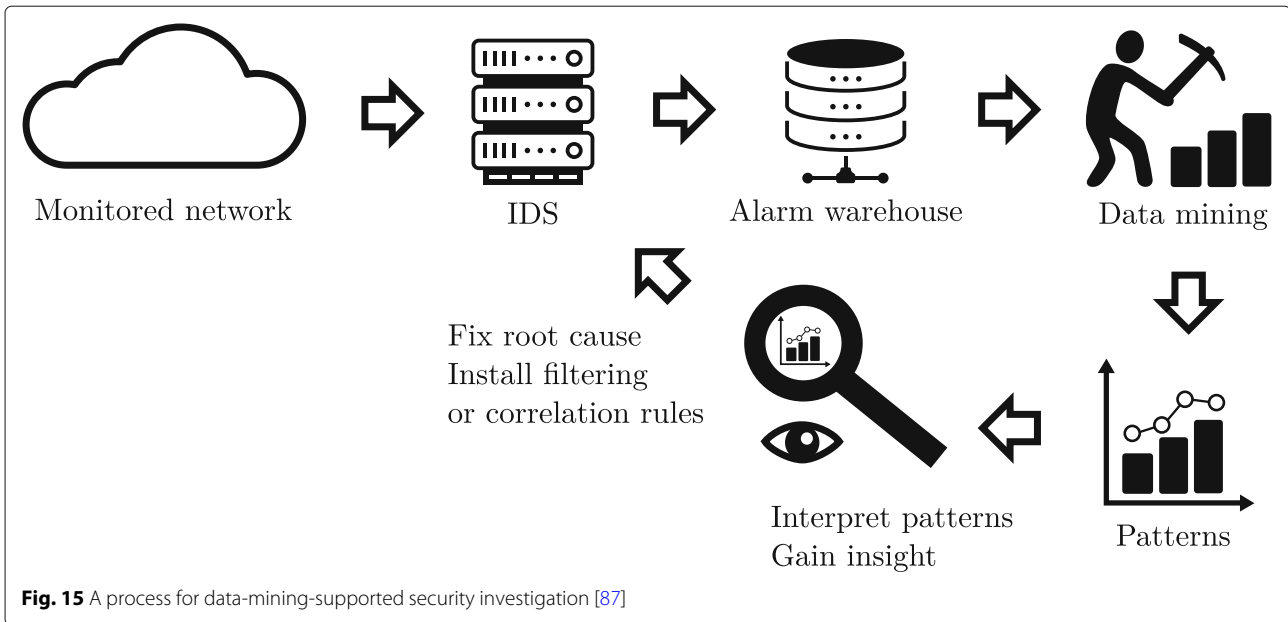 Monitored network
IDS
Alarm warehouse
Data mining
Fix root cause
Install filtering
or correlation rules
Interpret patterns
Gain insight
Patterns
Fig. 15 A process for data-mining-supported security investigation [87]